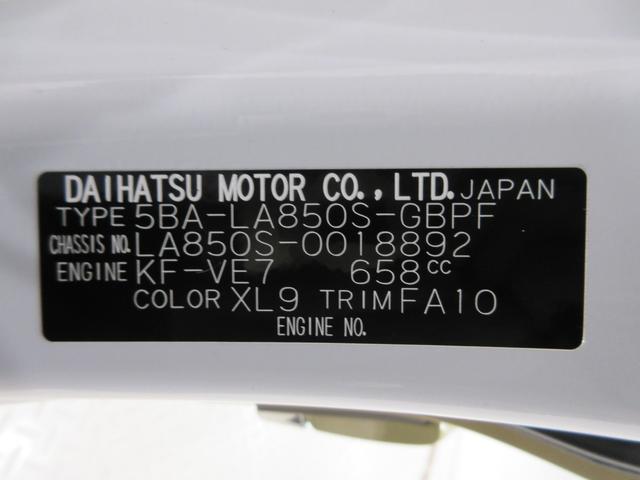 DAIHATSU MOTOR CO., LTD. JAPAN
TYPE 5BA-LA850S-GBPF
CHASSIS NO. LA850S-0018892
ENGINE KF-VE7 658cc
COLOR XL9 TRIM FA10
ENGINE NO.